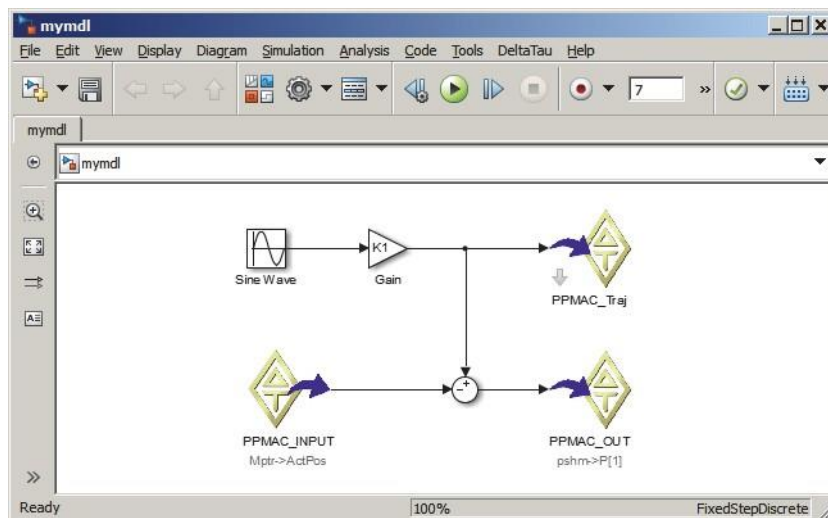 mymdl
File Edit View Display Diagram Simulation Analysis Code Tools DeltaTau Help
7 »
mymdl
mymdl
K1
Sine Wave
Gain
PPMAC_Traj
-+
PPMAC_INPUT
Mptr->ActPos
PPMAC_OUT
pshm->P[1]
Ready
100%
FixedStepDiscrete